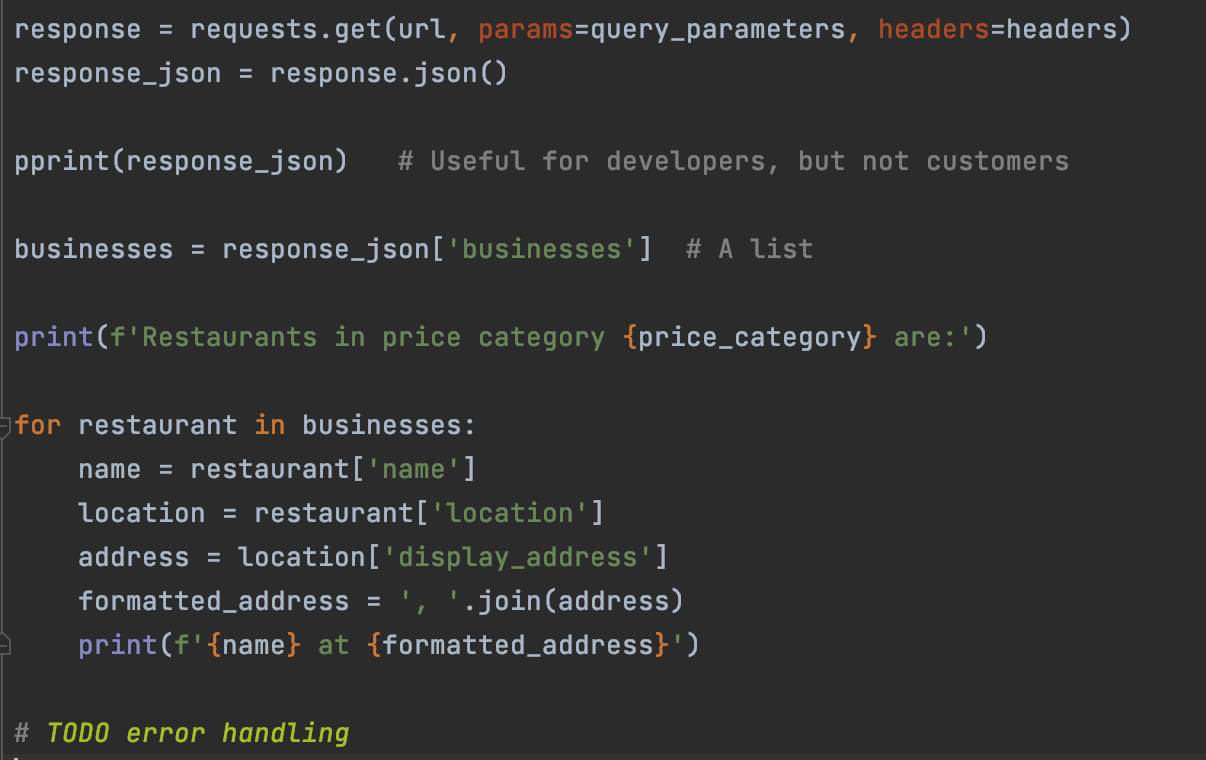 response = requests.get(url, params=query_parameters, headers=headers)
response_json = response.json()
pprint(response_json)   # Useful for developers, but not customers
businesses = response_json['businesses']  # A list
print(f'Restaurants in price category {price_category} are:')
for restaurant in businesses:
    name = restaurant['name']
    location = restaurant['location']
    address = location['display_address']
    formatted_address = ', '.join(address)
    print(f'{name} at {formatted_address}')
# TODO error handling